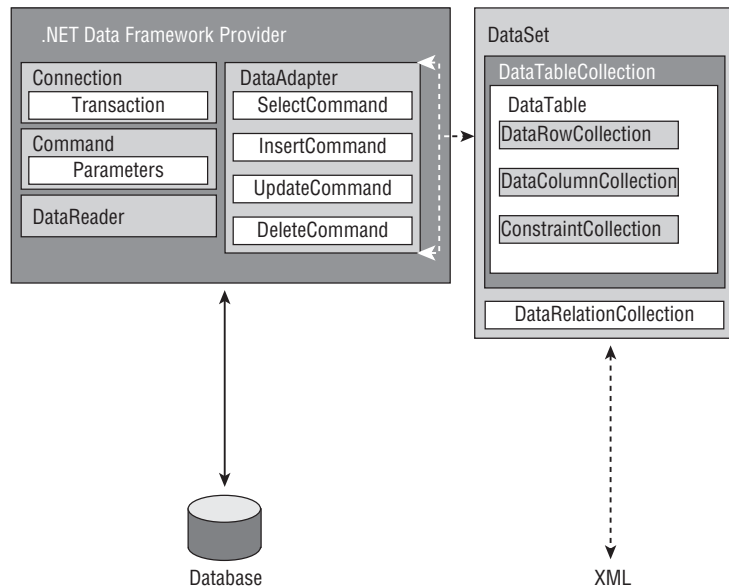 .NET Data Framework Provider
Connection
Transaction
Command
Parameters
DataReader
DataAdapter
SelectCommand
InsertCommand
UpdateCommand
DeleteCommand
DataSet
DataTableCollection
DataTable
DataRowCollection
DataColumnCollection
ConstraintCollection
DataRelationCollection
Database
XML